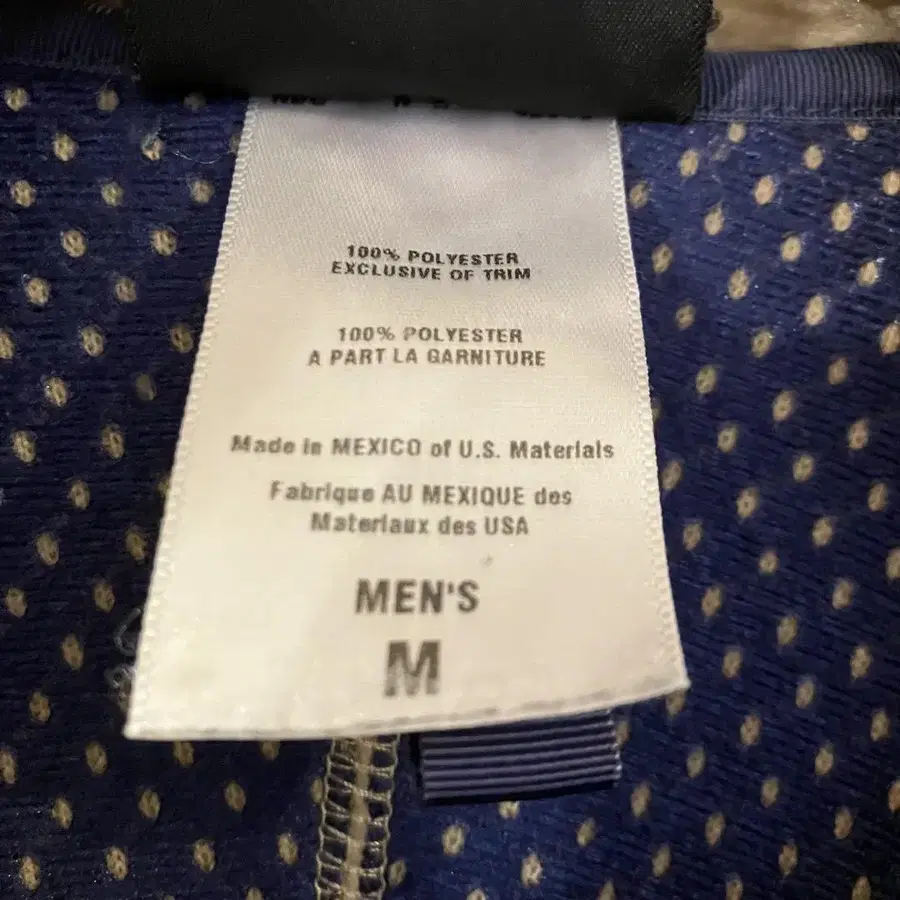 100% POLYESTER
EXCLUSIVE OF TRIM
100% POLYESTER
A PART LA GARNITURE
Made in MEXICO of U.S. Materials
Fabrique AU MEXIQUE des
Materiaux des USA
MEN'S
M